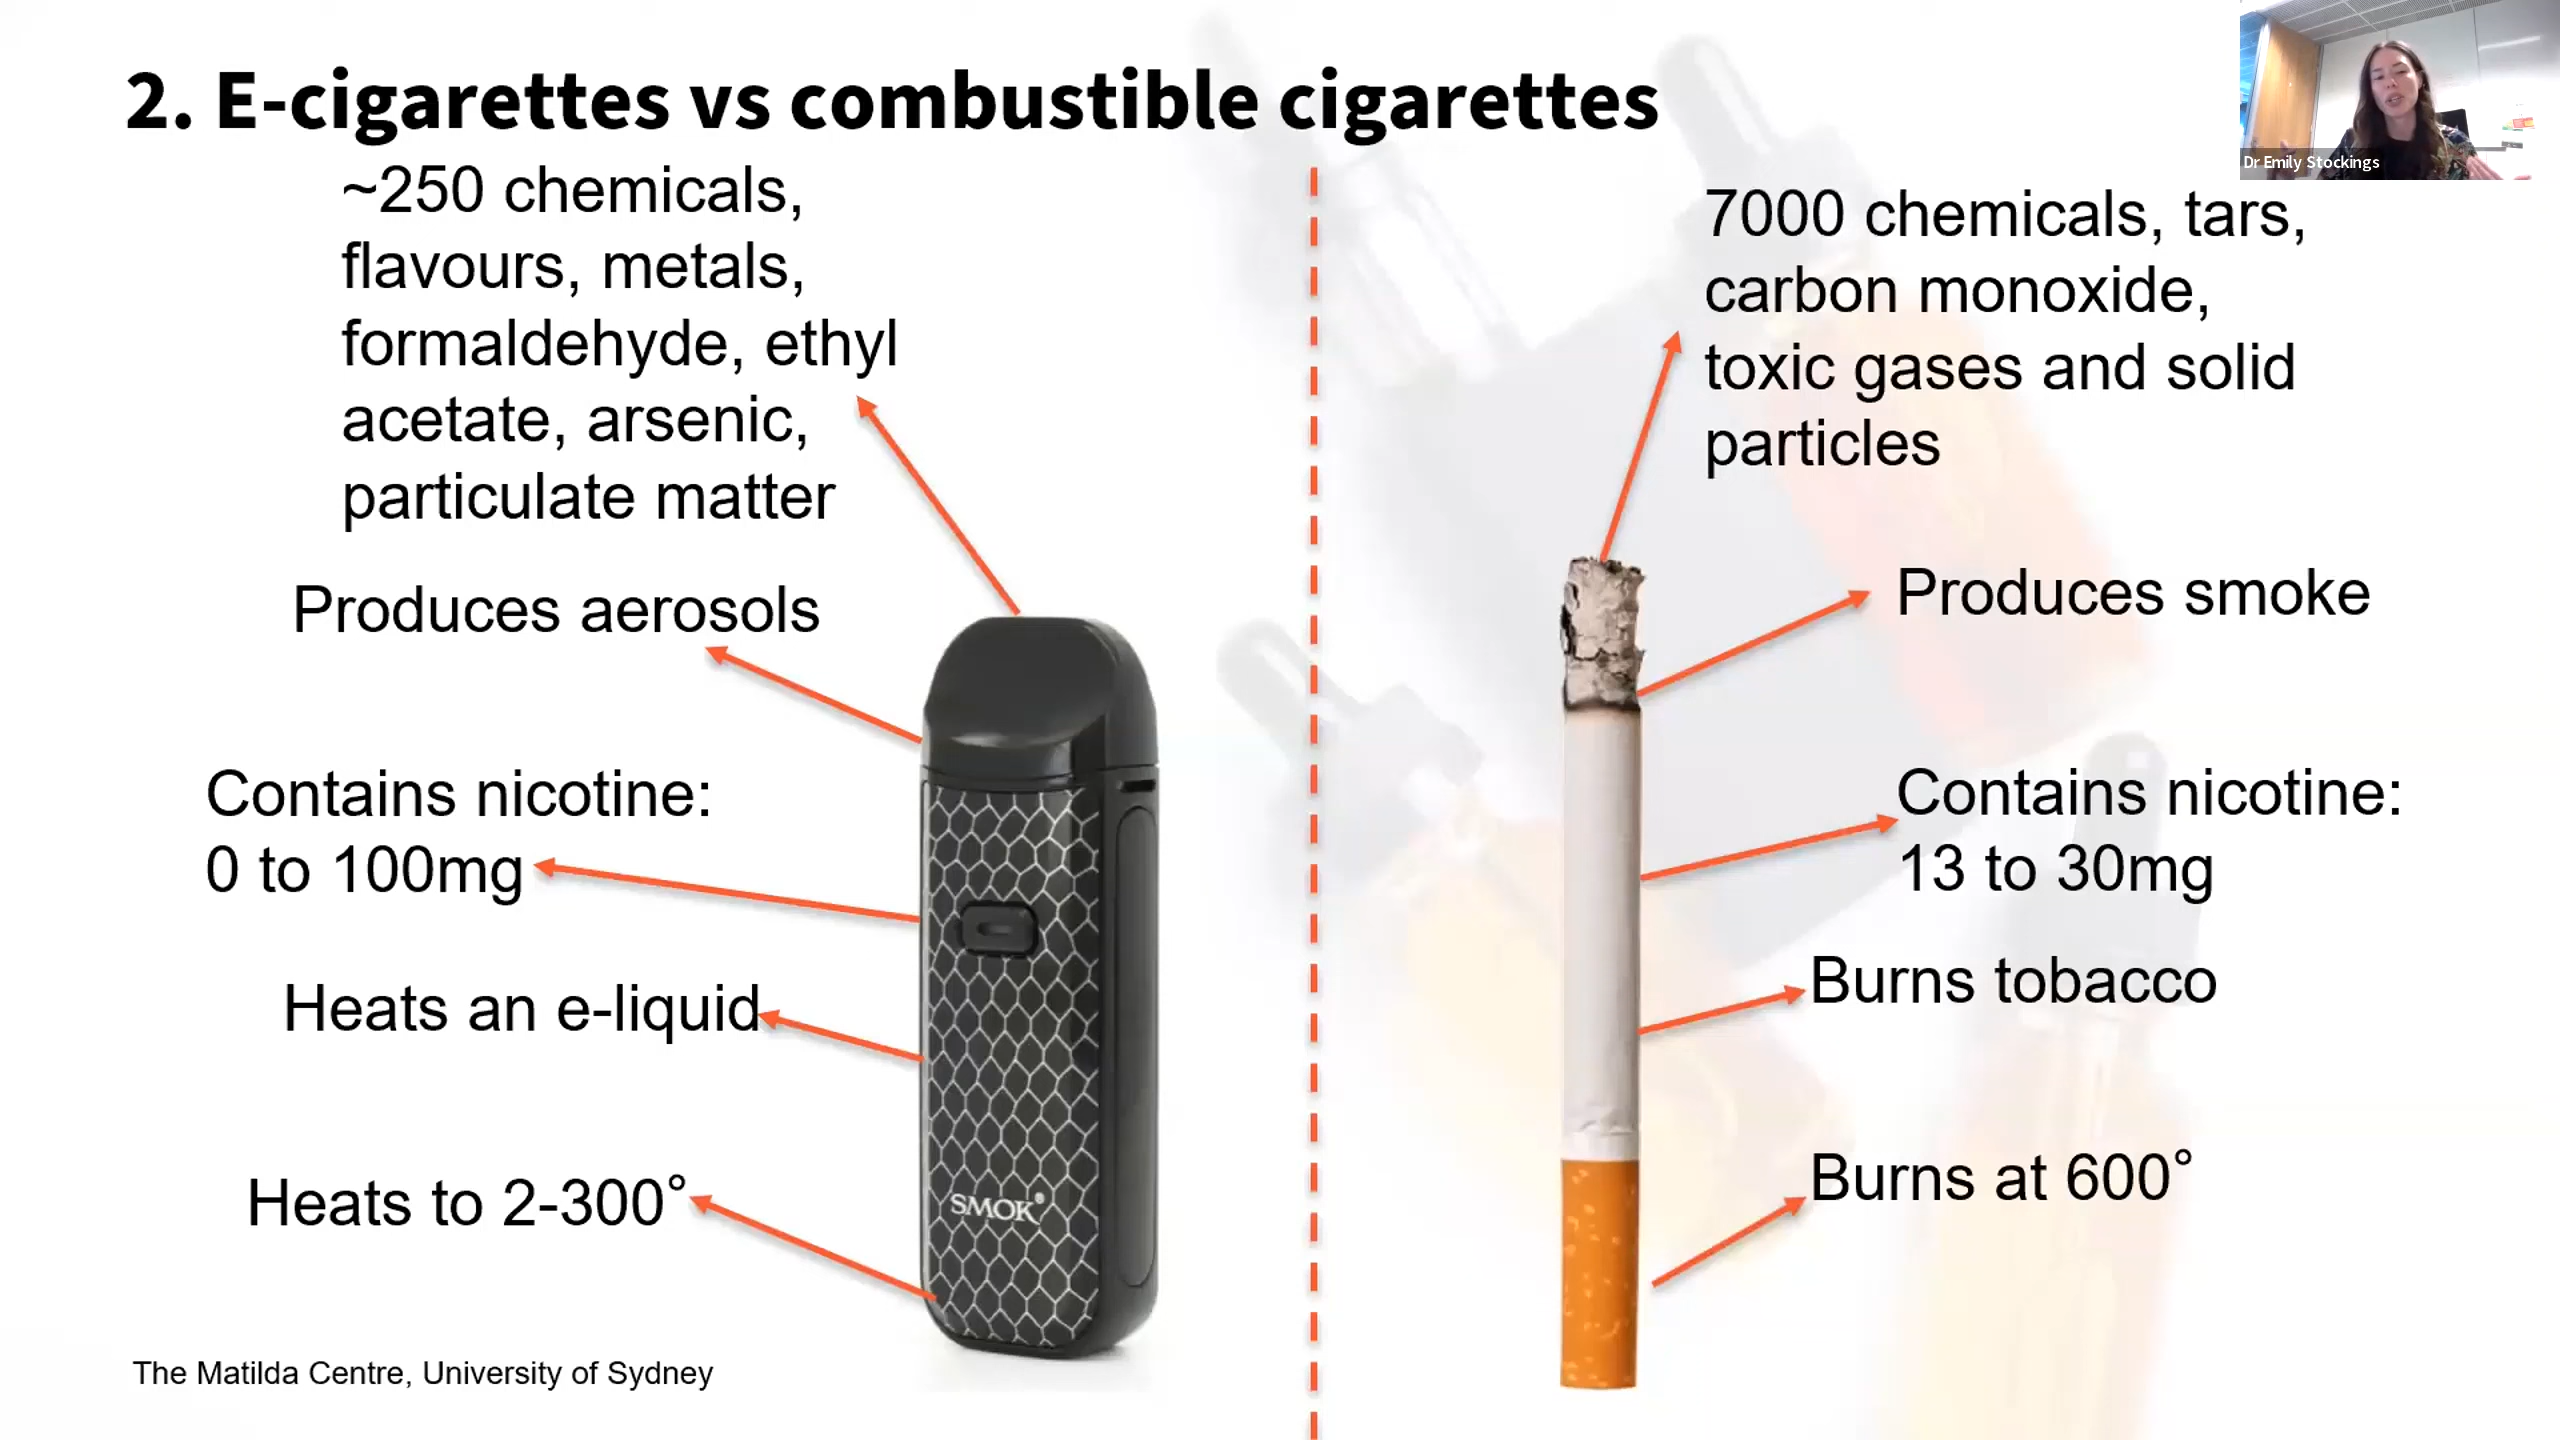 2. E-cigarettes vs combustible cigarettes
Dr Emily Stockings
~250 chemicals,
flavours, metals,
formaldehyde, ethyl
acetate, arsenic,
particulate matter
Produces aerosols
Contains nicotine:
0 to 100mg
Heats an e-liquid
Heats to 2-300°
SMOK®
7000 chemicals, tars,
carbon monoxide,
toxic gases and solid
particles
Produces smoke
Contains nicotine:
13 to 30mg
Burns tobacco
Burns at 600°
The Matilda Centre, University of Sydney